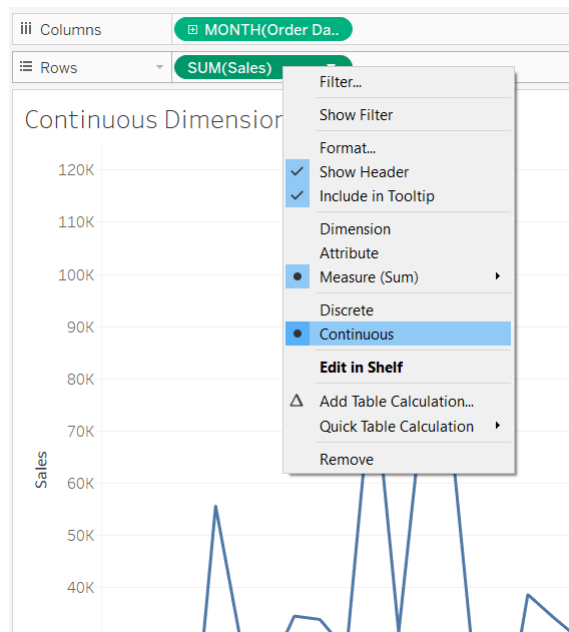 Columns
MONTH(Order Da..
Rows
SUM(Sales)
Continuous Dimension
Filter...
Show Filter
Format...
Show Header
Include in Tooltip
Dimension
Attribute
Measure (Sum)
Discrete
Continuous
Edit in Shelf
Add Table Calculation...
Quick Table Calculation
Remove
120K
110K
100K
90K
80K
70K
60K
50K
40K
Sales